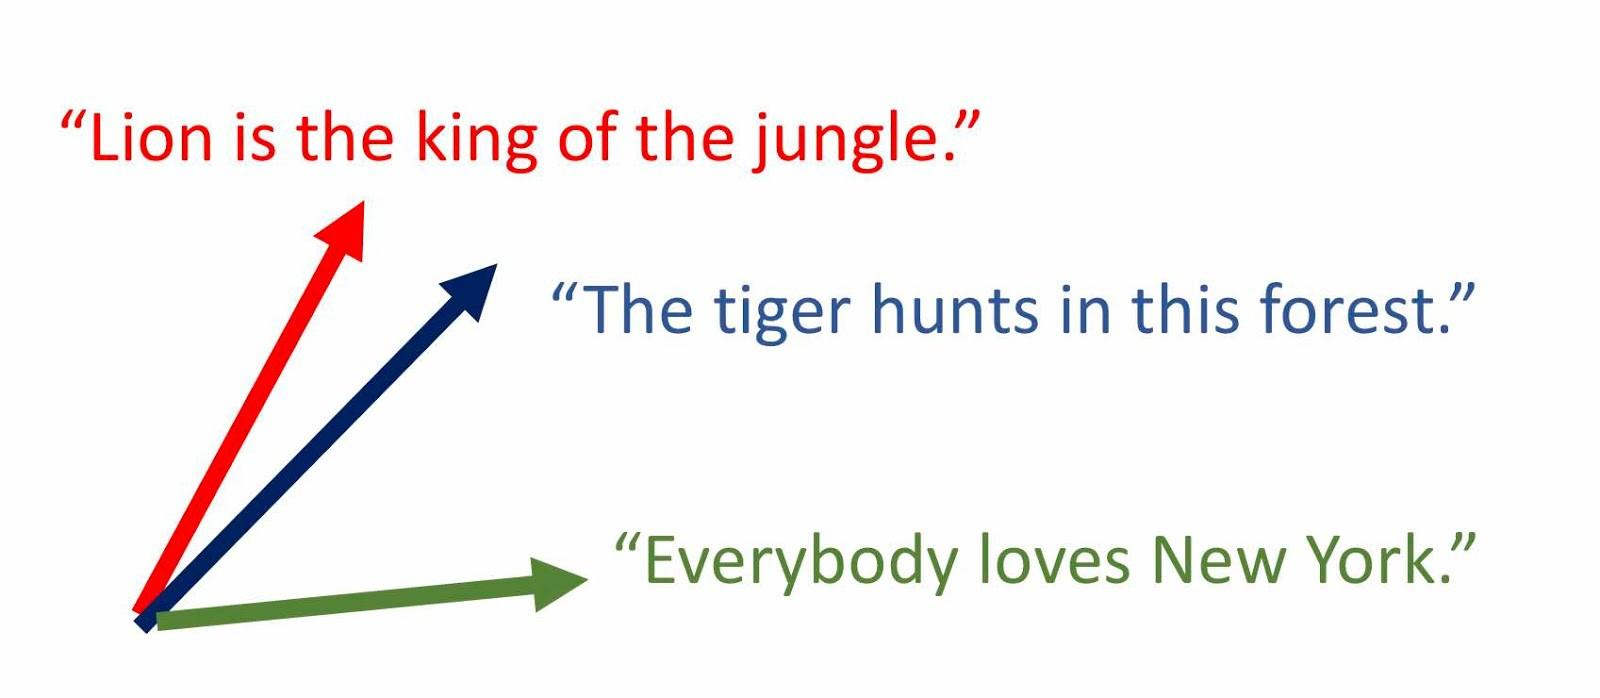 “Lion is the king of the jungle.”
“The tiger hunts in this forest.”
“Everybody loves New York.”